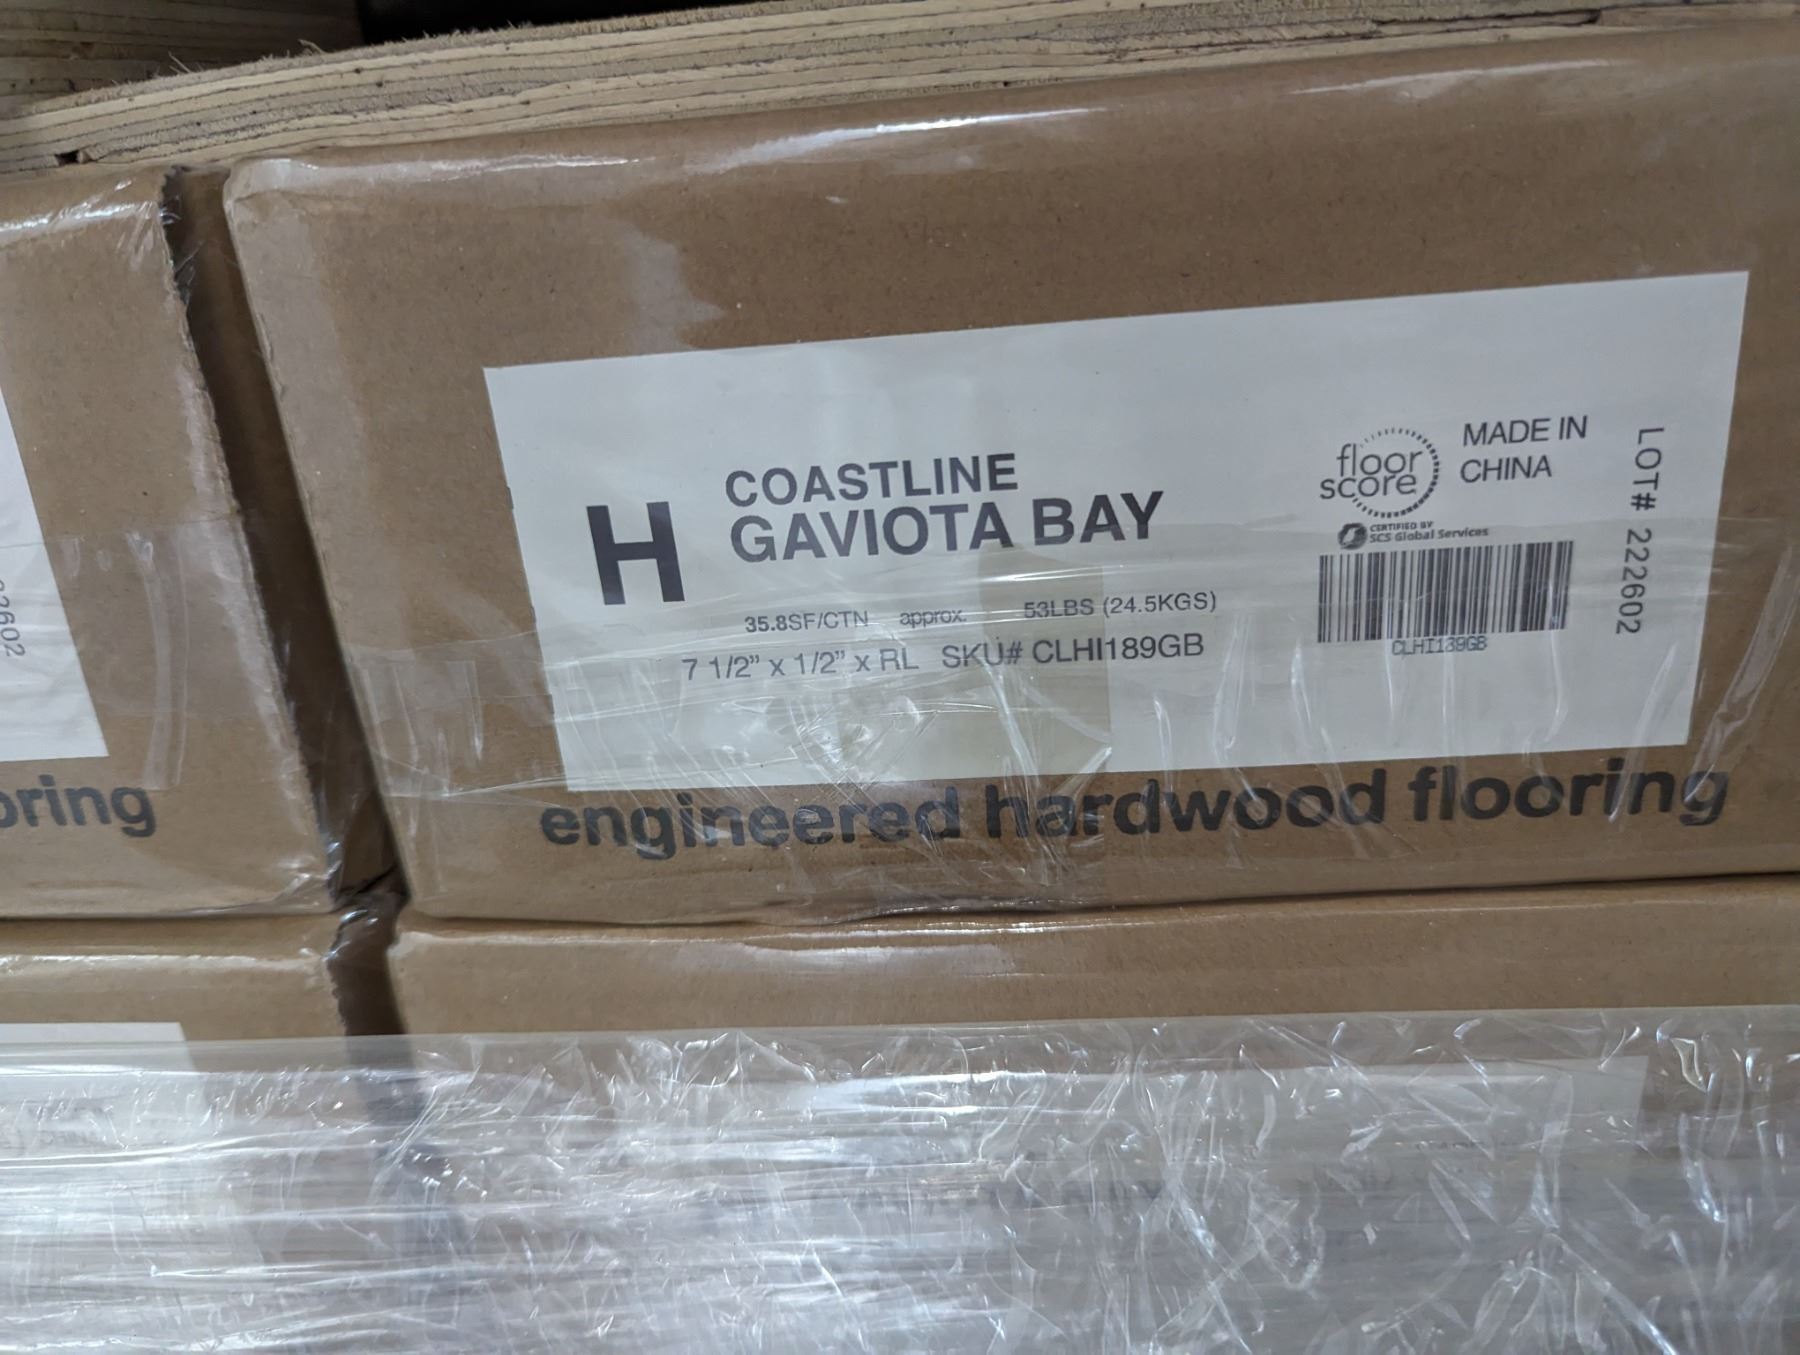 H
COASTLINE
GAVIOTA BAY
35.8SF/CTN approx. 53LBS (24.5KGS)
7 1/2" x 1/2" x RL SKU# CLHI189GB
floor
score
CERTIFIED BY
SCS Global Services
MADE IN
CHINA
CLHI189GB
LOT# 222602
engineered hardwood flooring
2602
oring